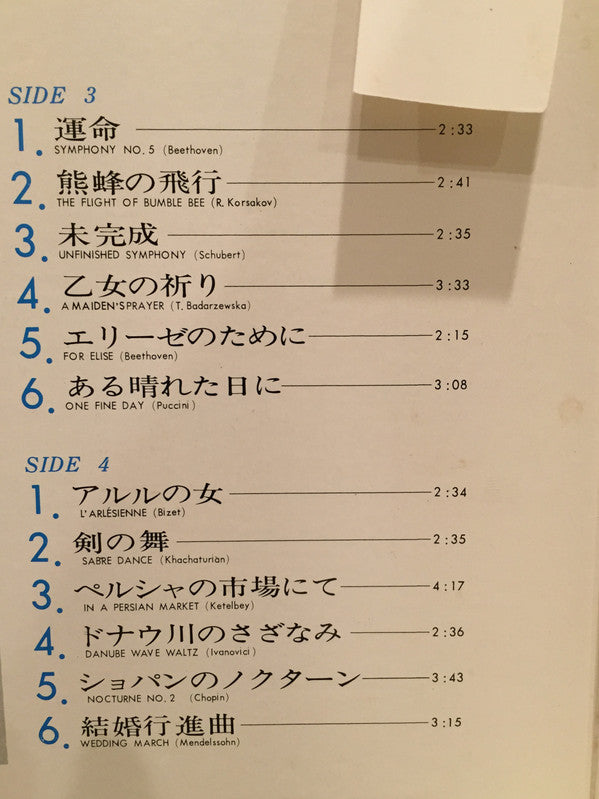 SIDE 3
1. 運命 2:33
SYMPHONY NO. 5 (Beethoven)
2. 熊蜂の飛行 2:41
THE FLIGHT OF BUMBLE BEE (R. Korsakov)
3. 未完成 2:35
UNFINISHED SYMPHONY (Schubert)
4. 乙女の祈り 3:33
A MAIDEN'S PRAYER (T. Badarzewska)
5. エリーゼのために 2:15
FOR ELISE (Beethoven)
6. ある晴れた日に 3:08
ONE FINE DAY (Puccini)
SIDE 4
1. アルルの女 2:34
L'ARLÉSIENNE (Bizet)
2. 剣の舞 2:35
SABRE DANCE (Khachaturian)
3. ペルシャの市場にて 4:17
IN A PERSIAN MARKET (Ketelbey)
4. ドナウ川のさざなみ 2:36
DANUBE WAVE WALTZ (Ivanovici)
5. ショパンのノクターン 3:43
NOCTURNE NO. 2 (Chopin)
6. 結婚行進曲 3:15
WEDDING MARCH (Mendelssohn)